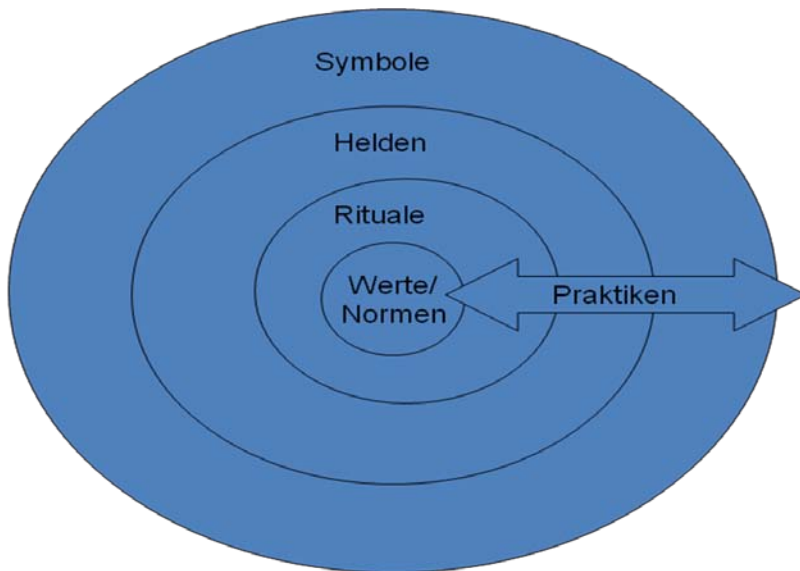 Symbole
Helden
Rituale
Werte/
Normen
Praktiken